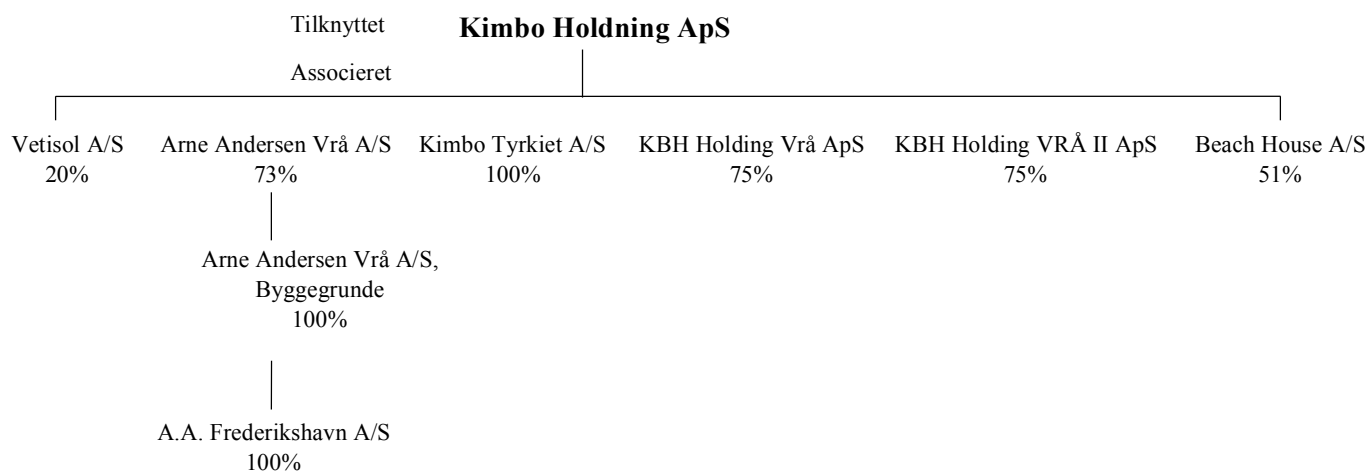 Tilknyttet
Kimbo Holdning ApS
Associeret
Vetisol A/S
20%
Arne Andersen Vrå A/S
73%
Kimbo Tyrkiet A/S
100%
KBH Holding Vrå ApS
75%
KBH Holding VRÅ II ApS
75%
Beach House A/S
51%
Arne Andersen Vrå A/S,
Byggegrunde
100%
A.A. Frederikshavn A/S
100%